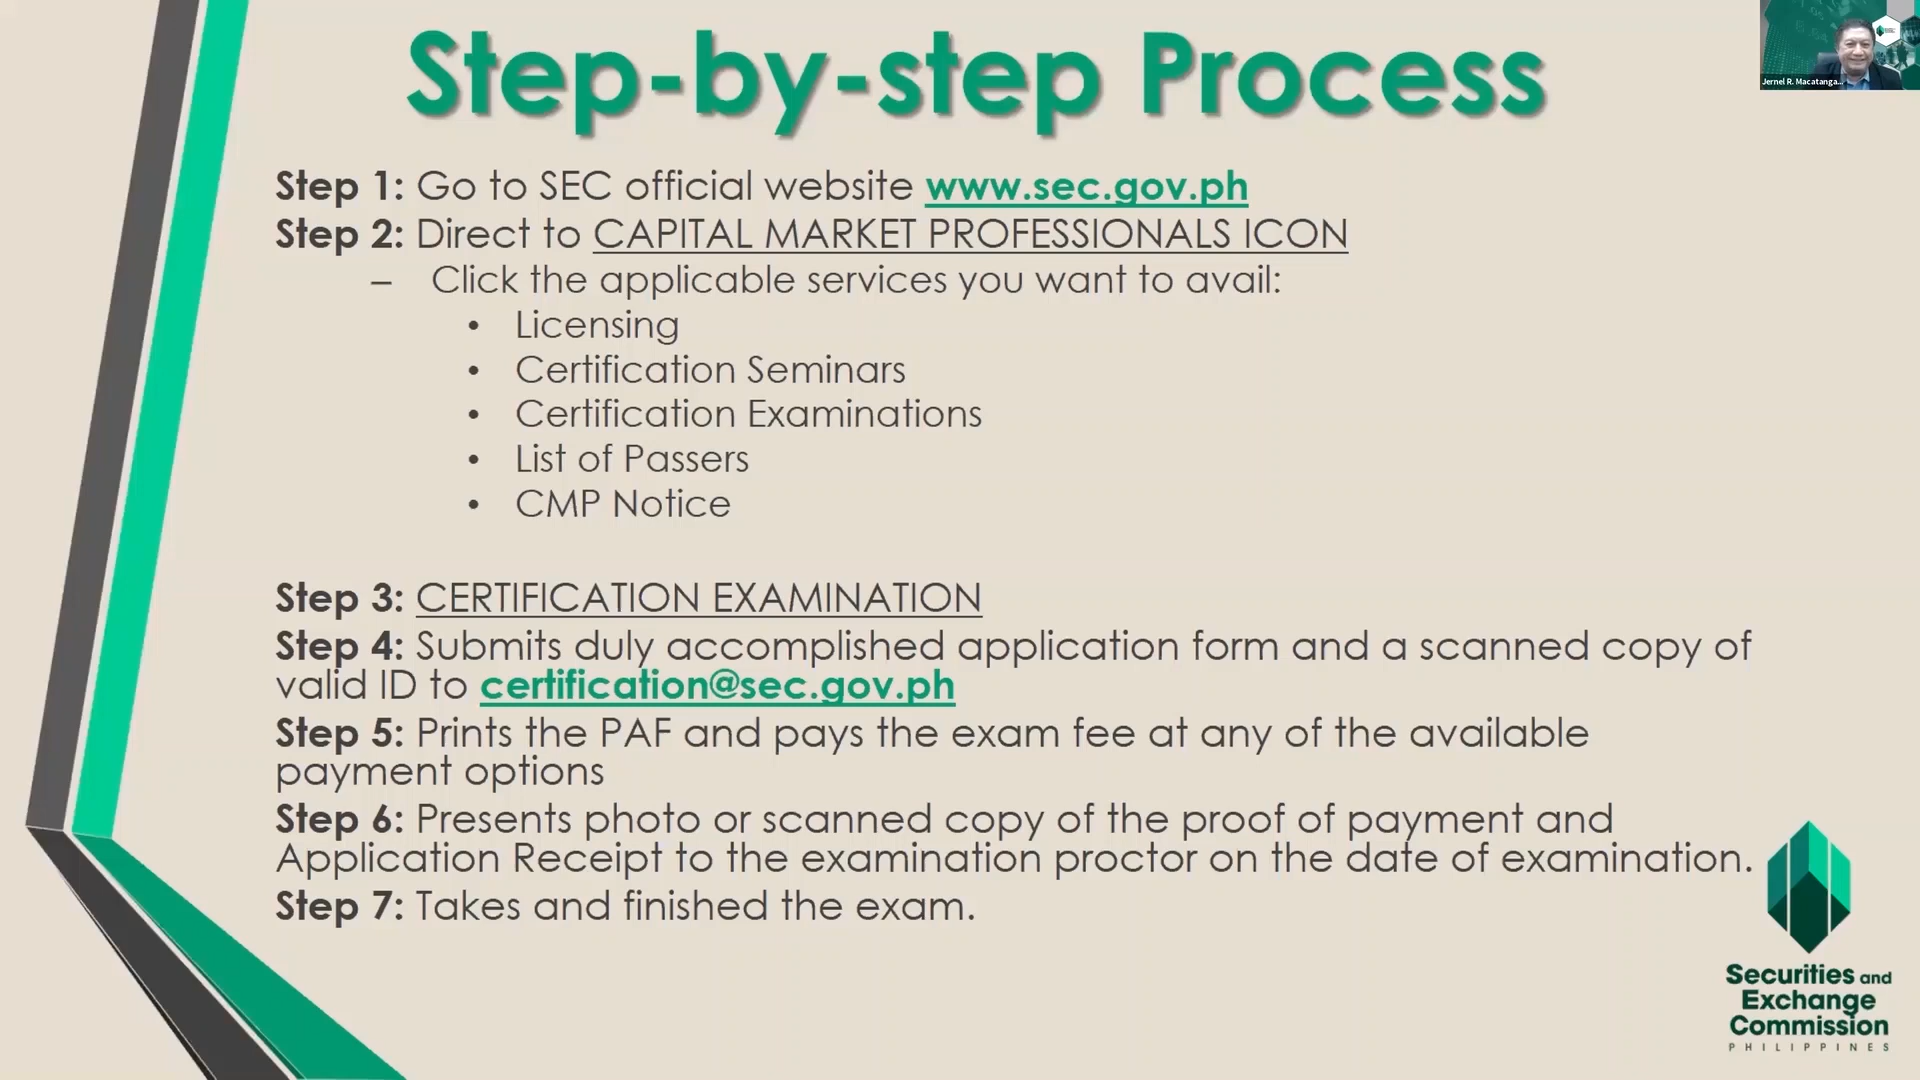 Step-by-step Process
Jernel R. Macatanga...
Step 1: Go to SEC official website www.sec.gov.ph
Step 2: Direct to CAPITAL MARKET PROFESSIONALS ICON
– Click the applicable services you want to avail:
• Licensing
• Certification Seminars
• Certification Examinations
• List of Passers
• CMP Notice
Step 3: CERTIFICATION EXAMINATION
Step 4: Submits duly accomplished application form and a scanned copy of
valid ID to certification@sec.gov.ph
Step 5: Prints the PAF and pays the exam fee at any of the available
payment options
Step 6: Presents photo or scanned copy of the proof of payment and
Application Receipt to the examination proctor on the date of examination.
Step 7: Takes and finished the exam.
Securities and
Exchange
Commission
PHILIPPINES